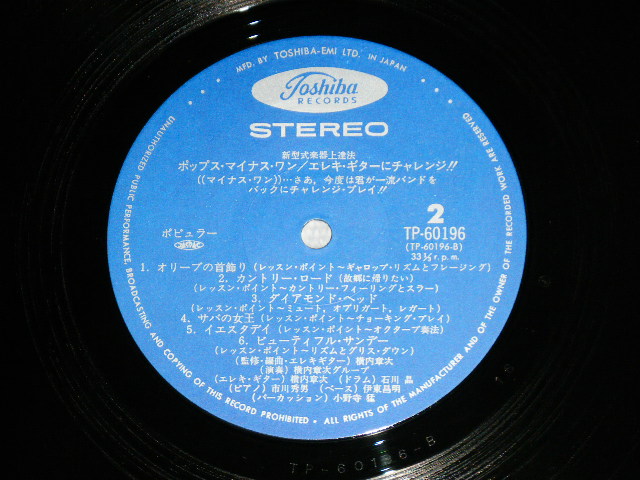 MFD. BY TOSHIBA-EMI LTD. IN JAPAN
Toshiba
RECORDS
STEREO
新型式楽器上達法
ポップス・マイナス・ワン/エレキ・ギターにチャレンジ!!
((マイナス・ワン))…さあ、今度は君が一流バンドを
バックにチャレンジ・プレイ!!
ポピュラー
2
TP-60196
(TP-60196-B)
33⅓ r.p.m.
1. オリーブの首飾り (レッスン・ポイント〜ギャロップ・リズムとフレージング)
2. カントリー・ロード (故郷に帰りたい)
(レッスン・ポイント〜カントリー・フィーリングとスラー)
3. ダイアモンド・ヘッド
(レッスン・ポイント〜ミュート, オブリガート, レガート)
4. サバの女王 (レッスン・ポイント〜チョーキング・プレイ)
5. イエスタデイ (レッスン・ポイント〜オクターブ奏法)
6. ビューティフル・サンデー
(レッスン・ポイント〜リズムとグリス・ダウン)
(監修・編曲・エレキギター) 横内章次
(演奏) 横内章次グループ
(エレキ・ギター) 横内章次 (ドラム) 石川 晶
(ピアノ) 市川秀男 (ベース) 伊東昌明
(パーカッション) 小野寺 猛
UNAUTHORIZED PUBLIC PERFORMANCE, BROADCASTING AND COPYING OF THIS RECORD PROHIBITED • ALL RIGHTS OF THE MANUFACTURER AND OF THE OWNER OF THE RECORDED WORK ARE RESERVED
TP-60196-B